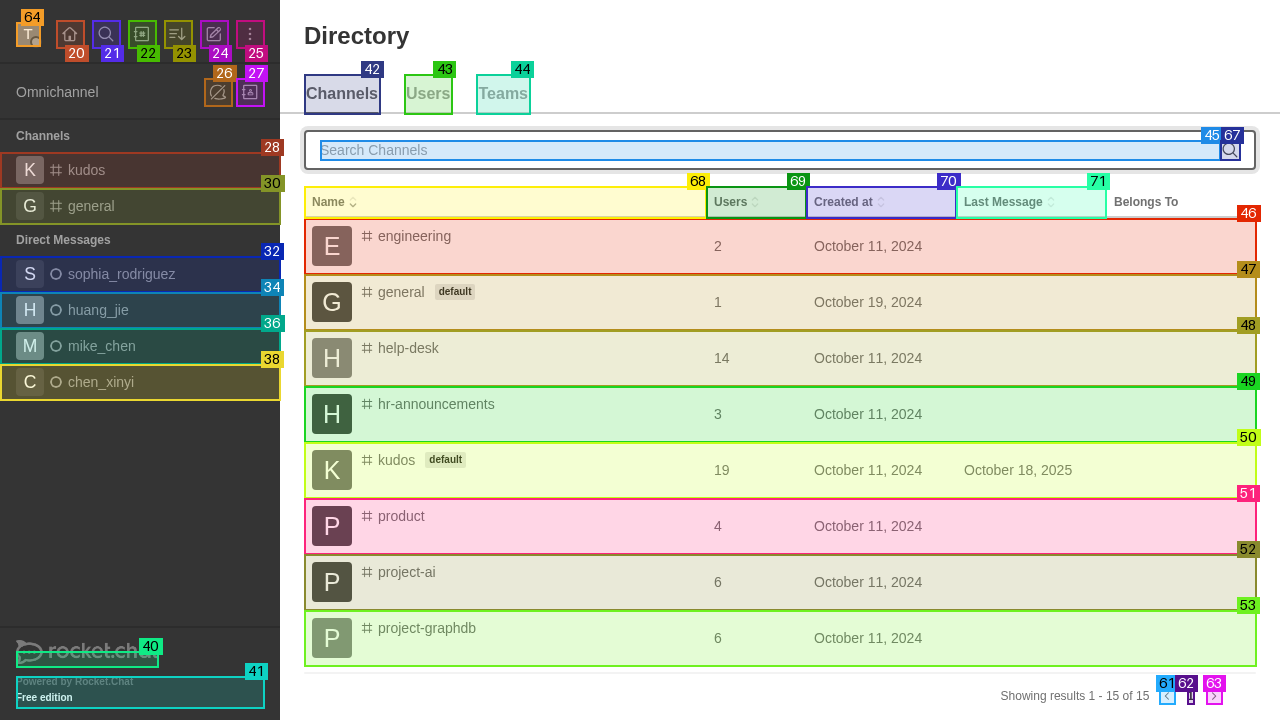 64
T
20
21
22
23
24
25
Omnichannel
26
27
Channels
28
K kudos
30
G general
Direct Messages
32
S sophia_rodriguez
34
H huang_jie
36
M mike_chen
38
C chen_xinyi
40
rocket.chat
41
Powered by Rocket.Chat
Free edition
Directory
42
43
44
Channels Users Teams
45
67
Search Channels
68
69
70
71
Name Users Created at Last Message Belongs To
46
E engineering 2 October 11, 2024
47
G general default 1 October 19, 2024
48
H help-desk 14 October 11, 2024
49
H hr-announcements 3 October 11, 2024
50
K kudos default 19 October 11, 2024 October 18, 2025
51
P product 4 October 11, 2024
52
P project-ai 6 October 11, 2024
53
P project-graphdb 6 October 11, 2024
61
62
63
Showing results 1 - 15 of 15